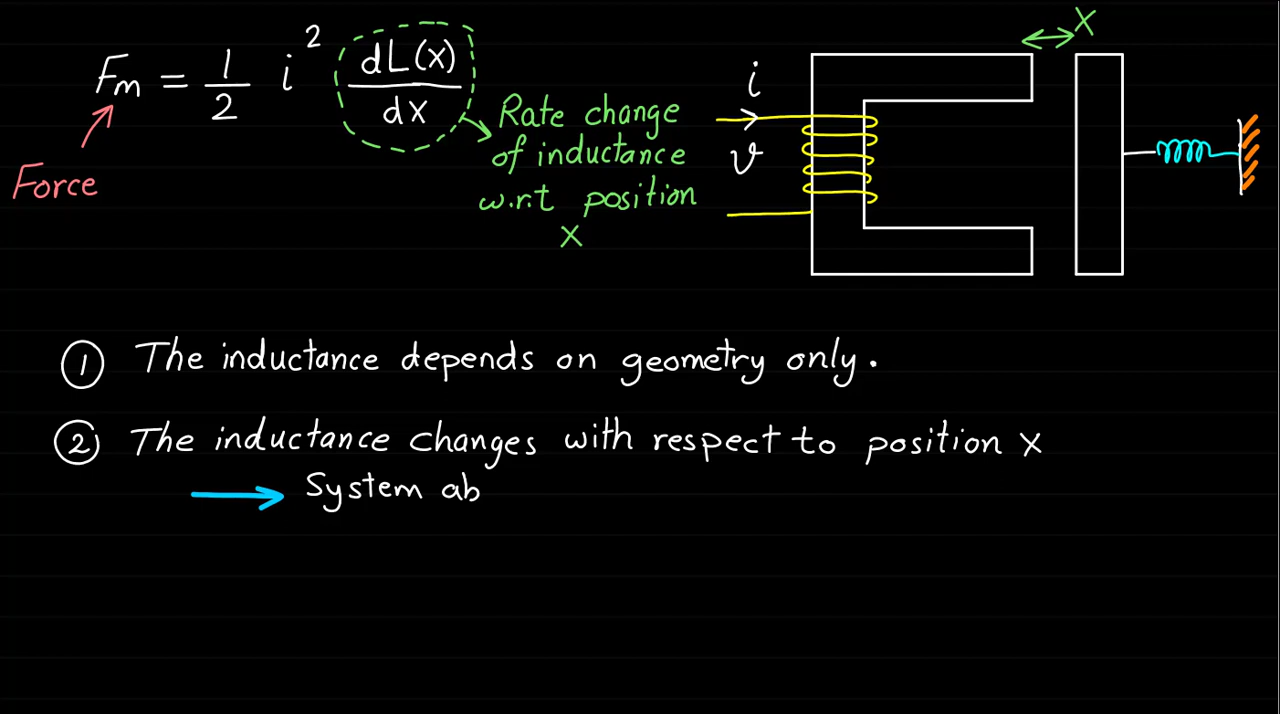 Fm = 1/2 i² dL(x)/dx
Force
Rate change
of inductance
w.r.t position
x
i
v
x
① The inductance depends on geometry only.
② The inductance changes with respect to position x
→ System ab